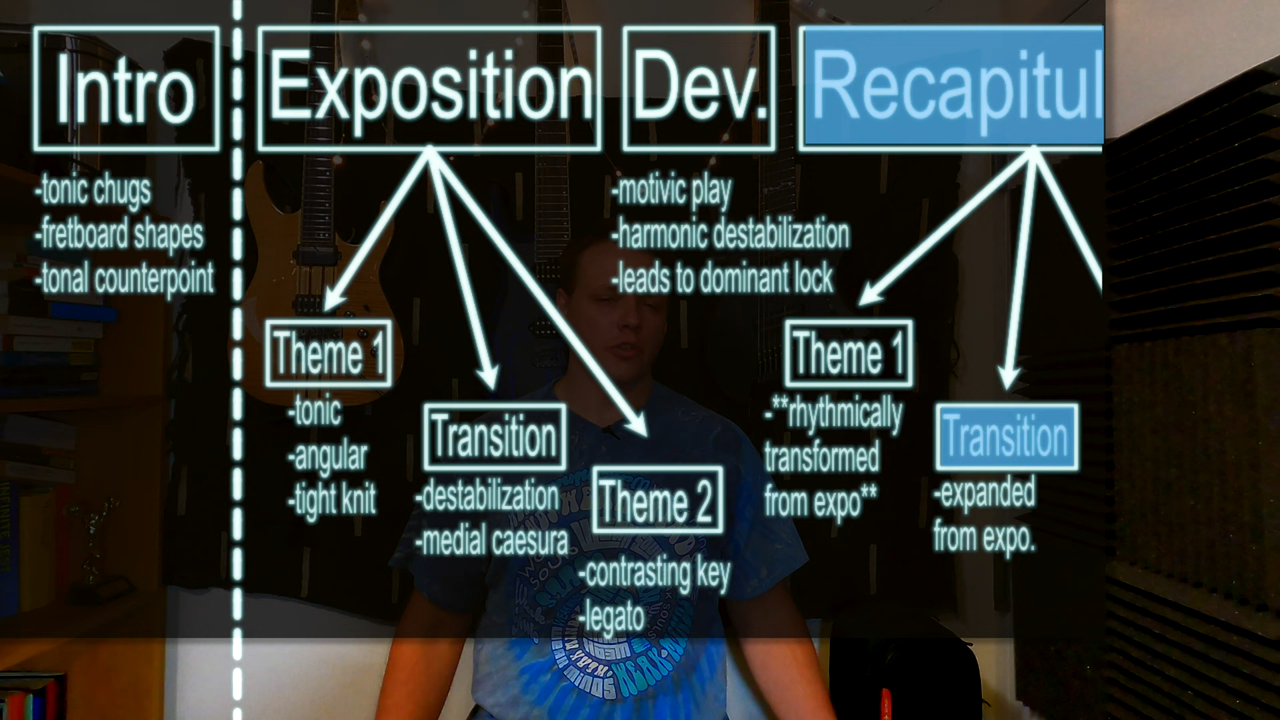 Intro
Exposition
Dev.
Recapitul
-tonic chugs
-fretboard shapes
-tonal counterpoint
-motivic play
-harmonic destabilization
-leads to dominant lock
Theme 1
-tonic
-angular
-tight knit
Transition
-destabilization
-medial caesura
Theme 2
-contrasting key
-legato
Theme 1
-**rhythmically
transformed
from expo**
Transition
-expanded
from expo.